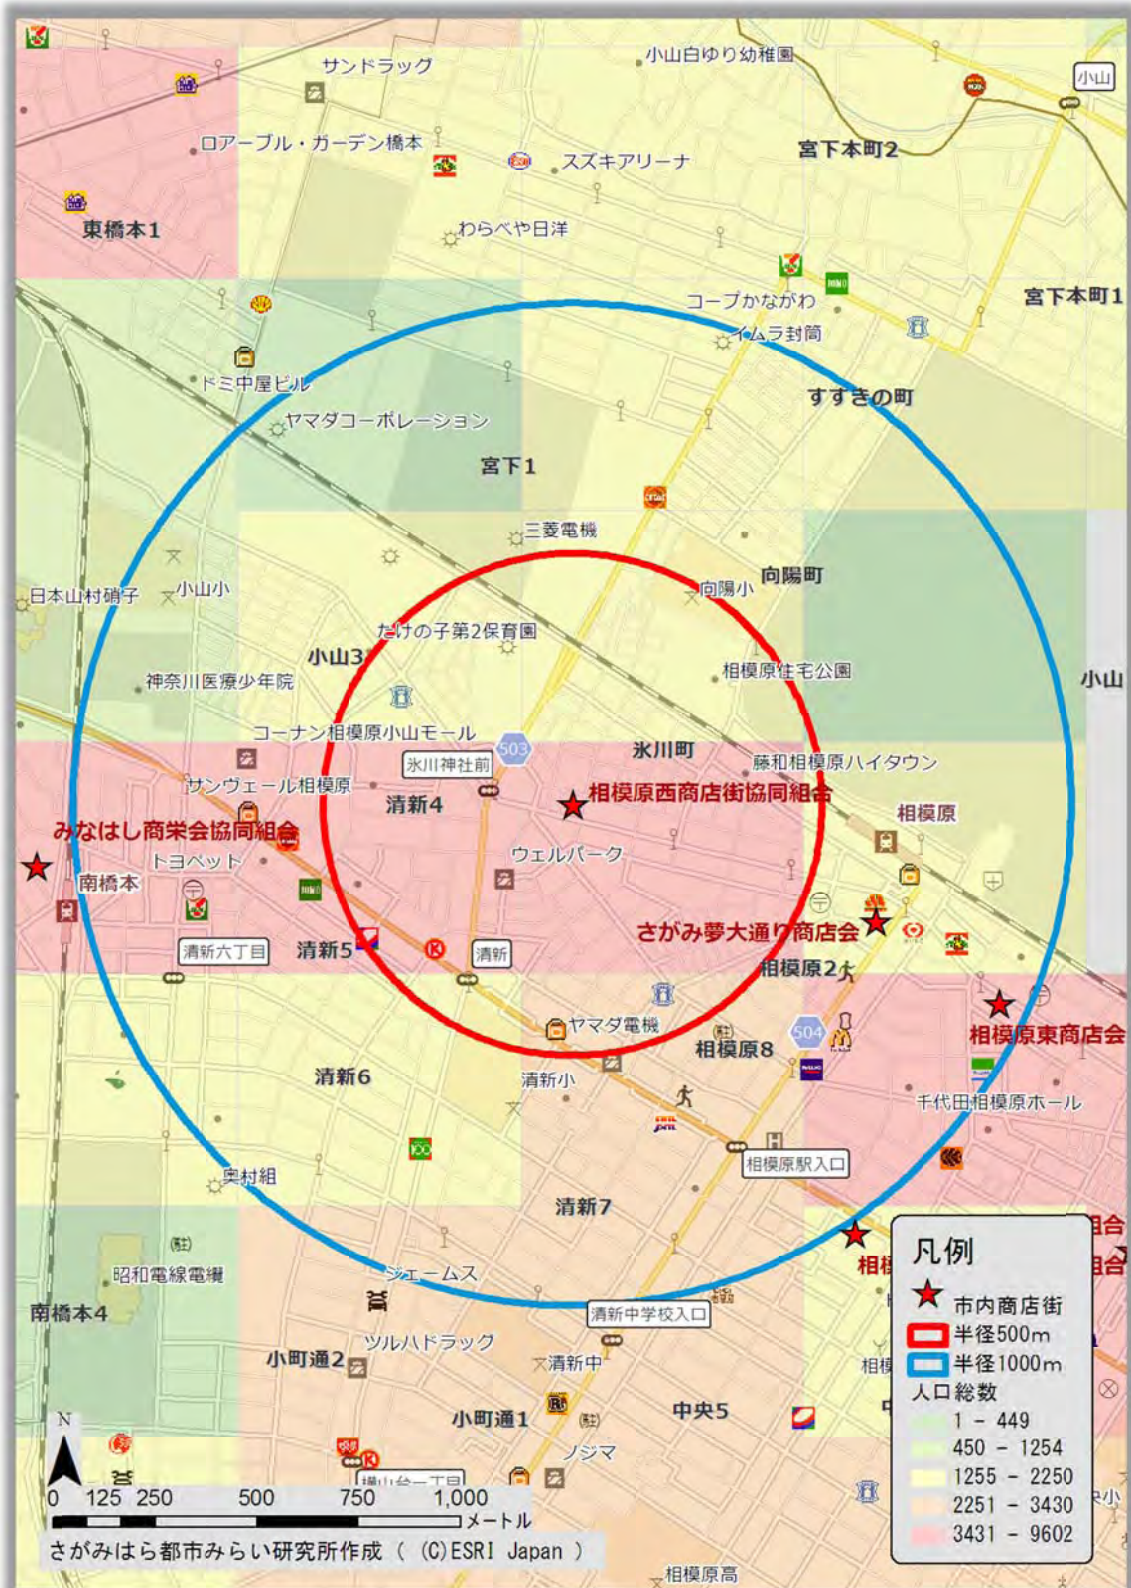 サンドラッグ
小山白ゆり幼稚園
小山
ロアーブル・ガーデン橋本
スズキアリーナ
宮下本町2
東橋本1
わらべや日洋
コープかながわ
宮下本町1
イムラ封筒
ドミ中屋ビル
すすきの町
ヤマダコーポレーション
宮下1
三菱電機
向陽町
日本山村硝子
小山小
向陽小
たけの子第2保育園
小山3
相模原住宅公園
小山
神奈川医療少年院
コーナン相模原小山モール
503
氷川町
氷川神社前
藤和相模原ハイタウン
サンヴェール相模原
清新4
相模原西商店街協同組合
相模原
みなはし商栄会協同組合
トヨペット
ウェルパーク
南橋本
さがみ夢大通り商店会
清新六丁目
清新5
清新
相模原2
ヤマダ電機
504
相模原東商店会
相模原8
清新6
清新小
千代田相模原ホール
相模原駅入口
奥村組
清新7
組合
相模
組合
昭和電線電纜
ジェームス
南橋本4
清新中学校入口
ツルハドラッグ
小町通2
清新中
小町通1
中央5
ノジマ
横山台一丁目
相模原高
凡例
市内商店街
半径500m
半径1000m
人口総数
1 - 449
450 - 1254
1255 - 2250
2251 - 3430
3431 - 9602
N
0 125 250 500 750 1,000
メートル
さがみはら都市みらい研究所作成 ( (C)ESRI Japan )